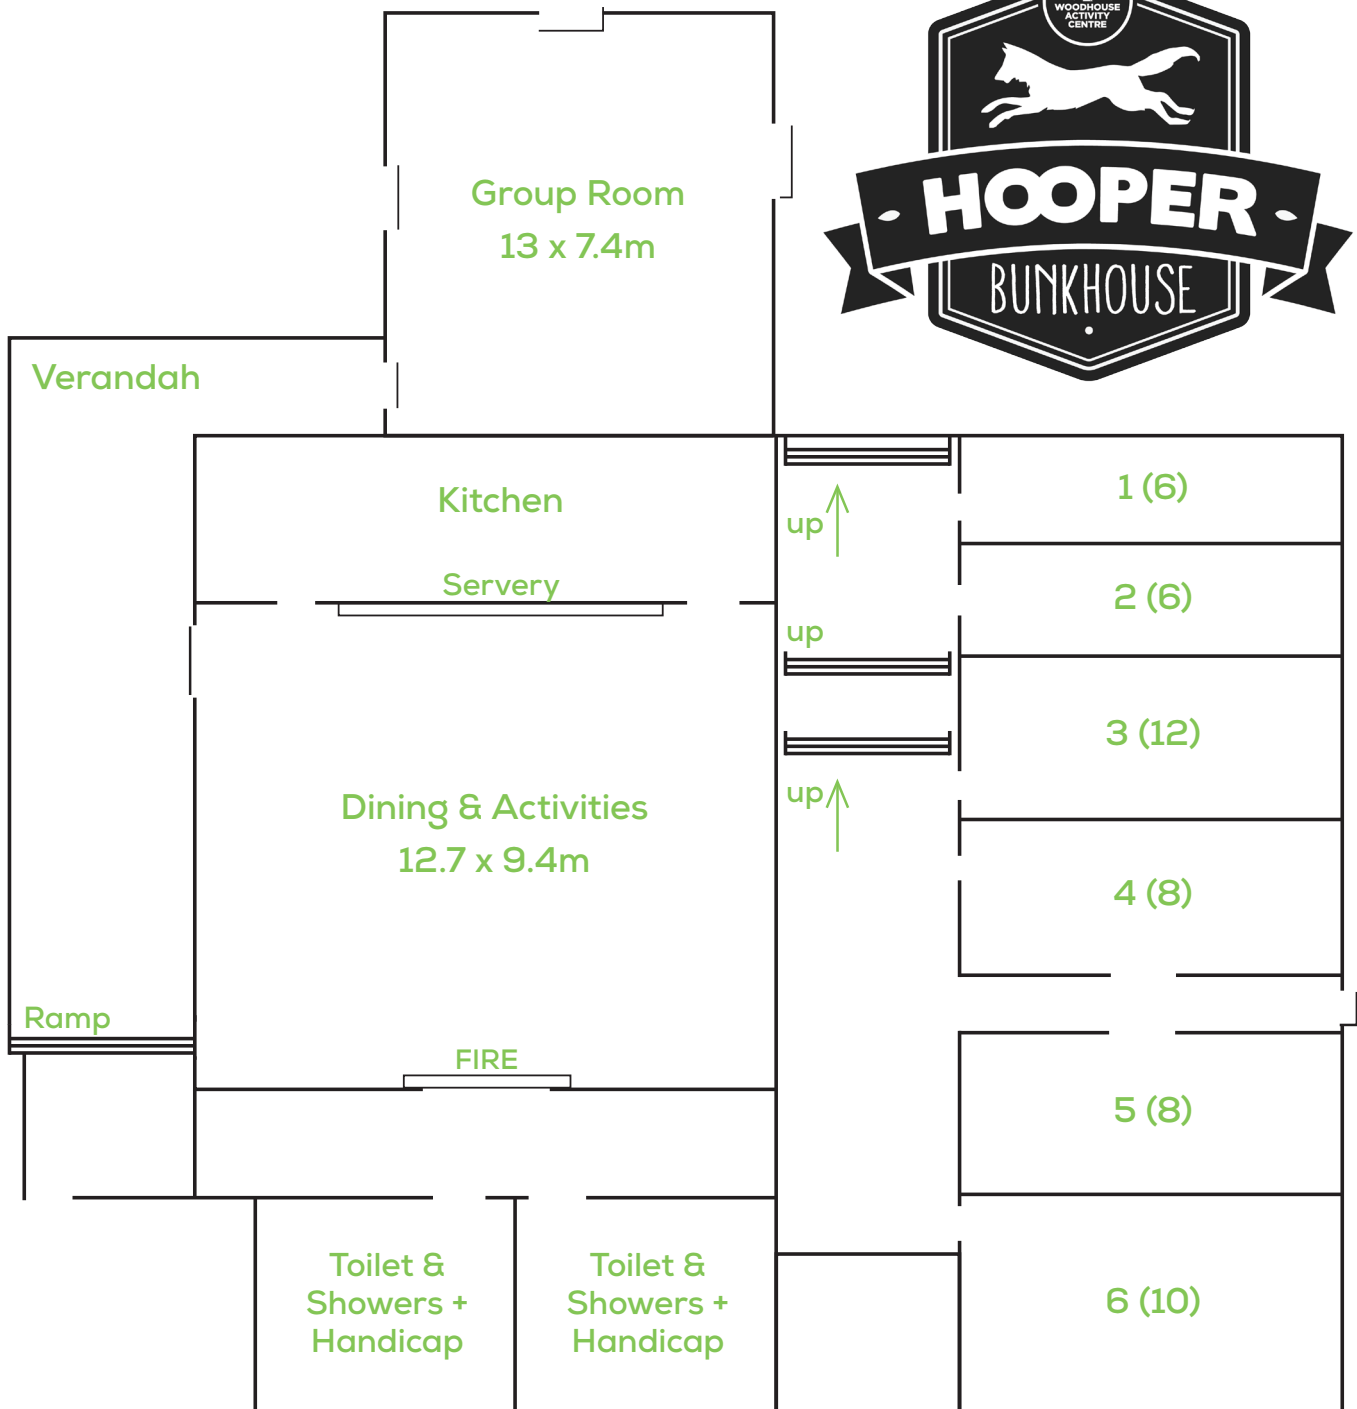 WOODHOUSE
ACTIVITY
CENTRE
HOOPER
BUNKHOUSE
Group Room
13 x 7.4m
Verandah
Kitchen
Servery
up
up
up
1 (6)
2 (6)
3 (12)
4 (8)
5 (8)
6 (10)
Dining & Activities
12.7 x 9.4m
Ramp
FIRE
Toilet &
Showers +
Handicap
Toilet &
Showers +
Handicap